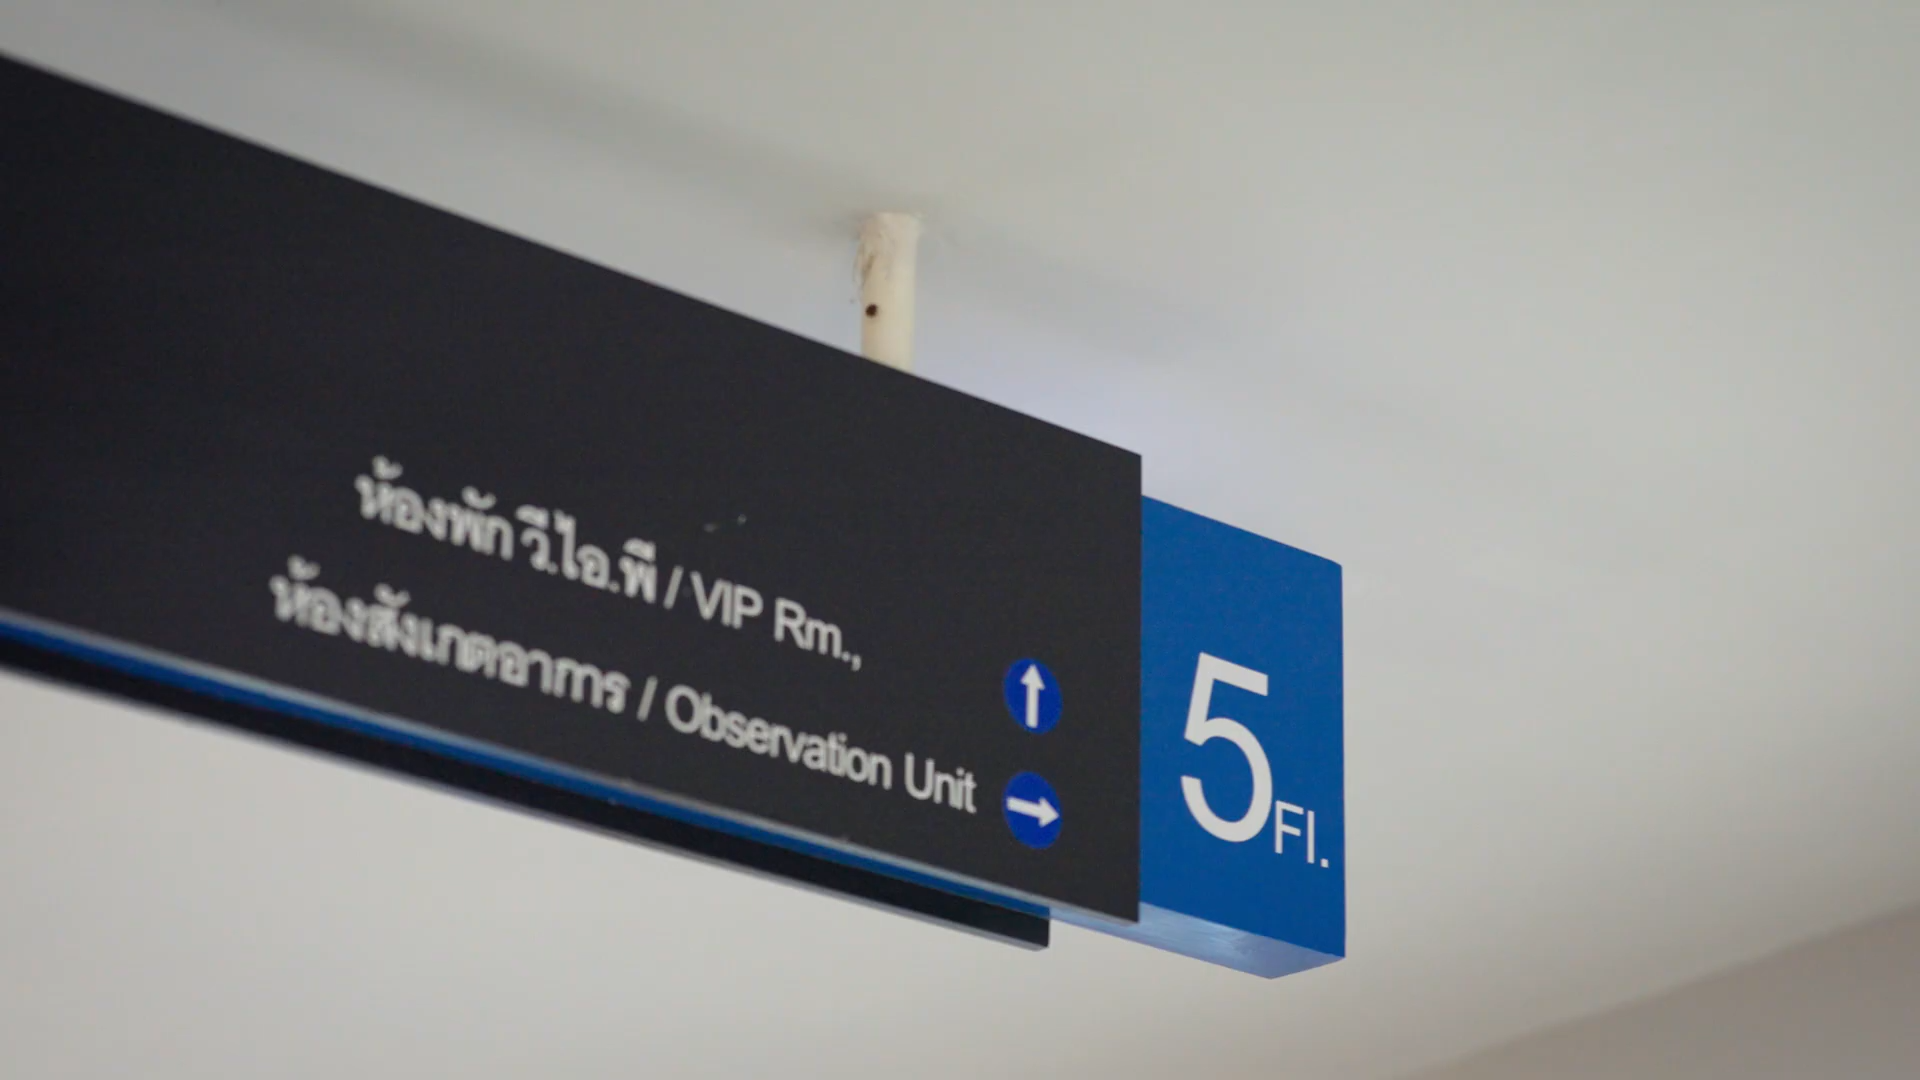 ห้องพัก วี.ไอ.พี / VIP Rm.,
ห้องสังเกตอาการ / Observation Unit
5 Fl.